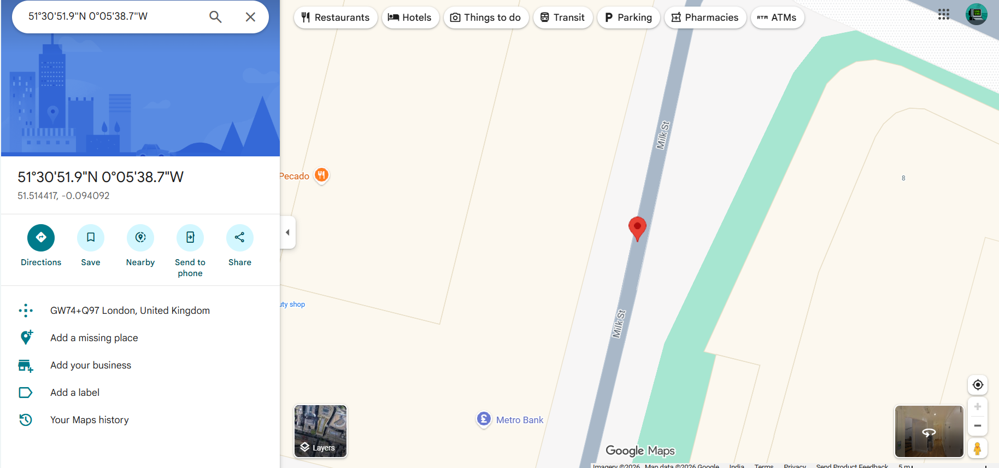 51°30'51.9"N 0°05'38.7"W
Restaurants
Hotels
Things to do
Transit
P Parking
Pharmacies
ATM ATMs
51°30'51.9"N 0°05'38.7"W
51.514417, -0.094092
Directions
Save
Nearby
Send to
phone
Share
GW74+Q97 London, United Kingdom
Add a missing place
Add your business
Add a label
Your Maps history
Milk St
Pecado
8
uty shop
Milk St
£ Metro Bank
Layers
Google Maps
Imagery ©2026 Map data ©2026 Google India Terms Privacy Send Product Feedback 5 m